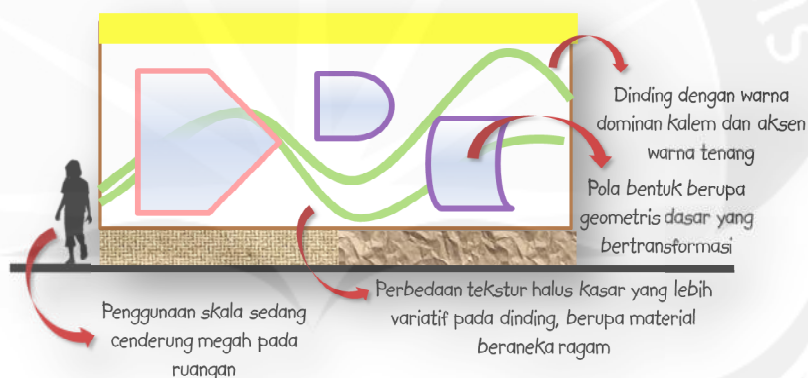 Dinding dengan warna
dominan kalem dan aksen
warna tenang
Pola bentuk berupa
geometris dasar yang
bertransformasi
Perbedaan tekstur halus kasar yang lebih
variatif pada dinding, berupa material
beraneka ragam
Penggunaan skala sedang
cenderung megah pada
ruangan